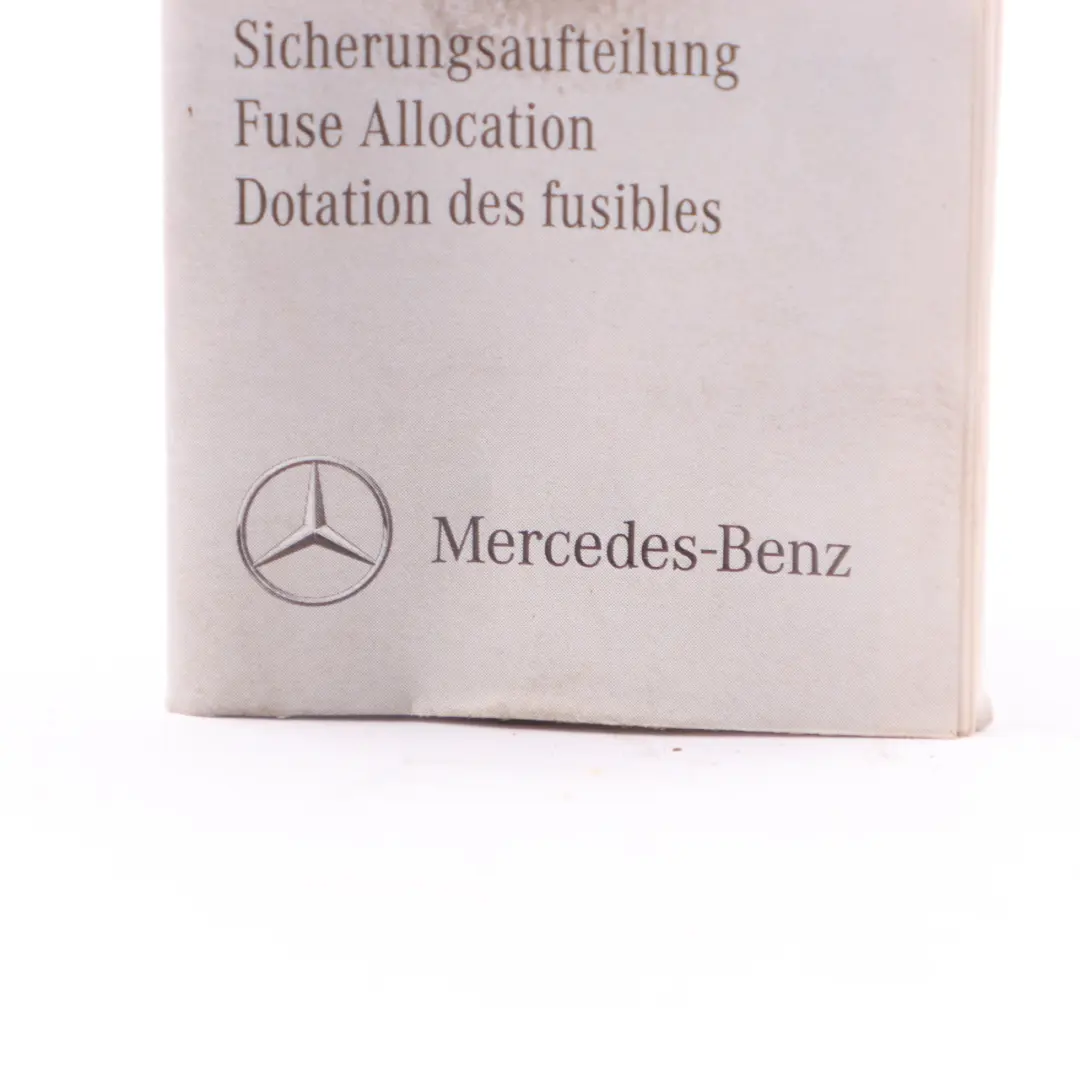 Sicherungsaufteilung
Fuse Allocation
Dotation des fusibles
Mercedes-Benz